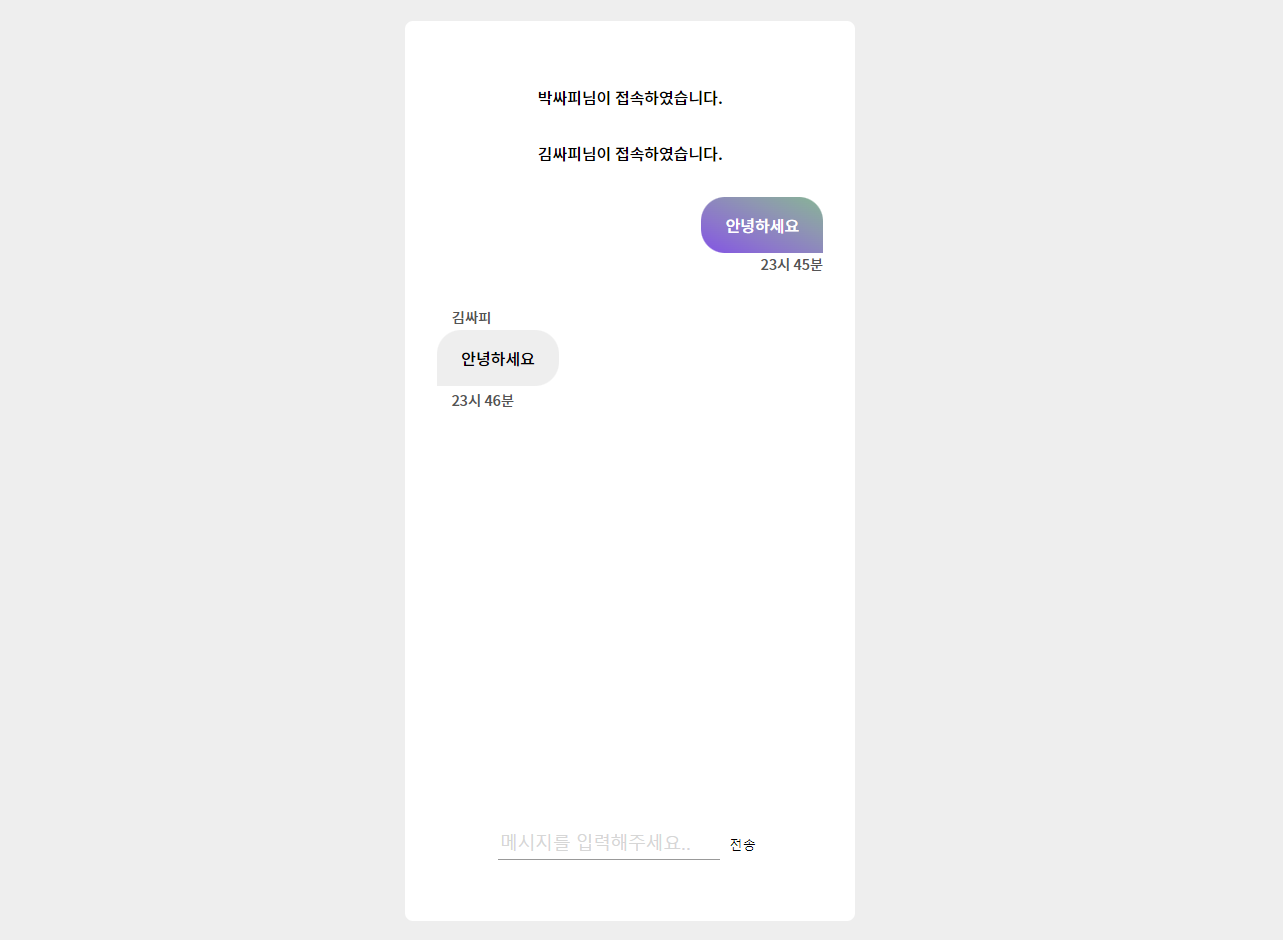 박싸피님이 접속하였습니다.
김싸피님이 접속하였습니다.
안녕하세요
23시 45분
김싸피
안녕하세요
23시 46분
메시지를 입력해주세요..
전송